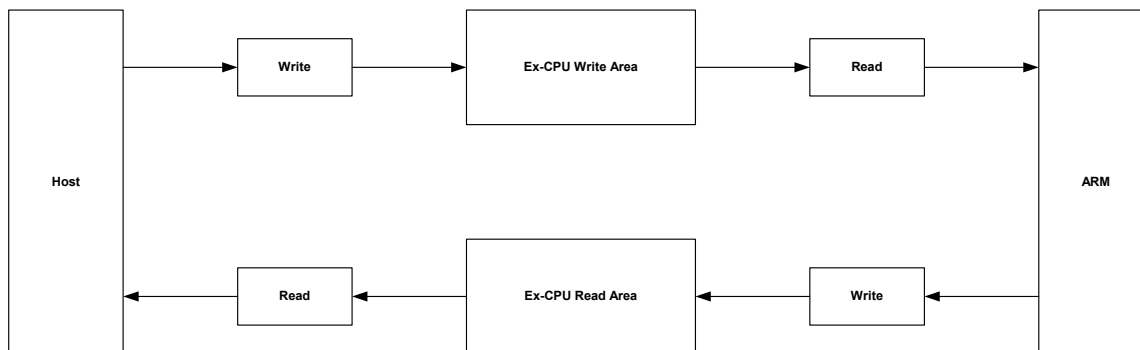 Write
Ex-CPU Write Area
Read
Host
ARM
Read
Ex-CPU Read Area
Write